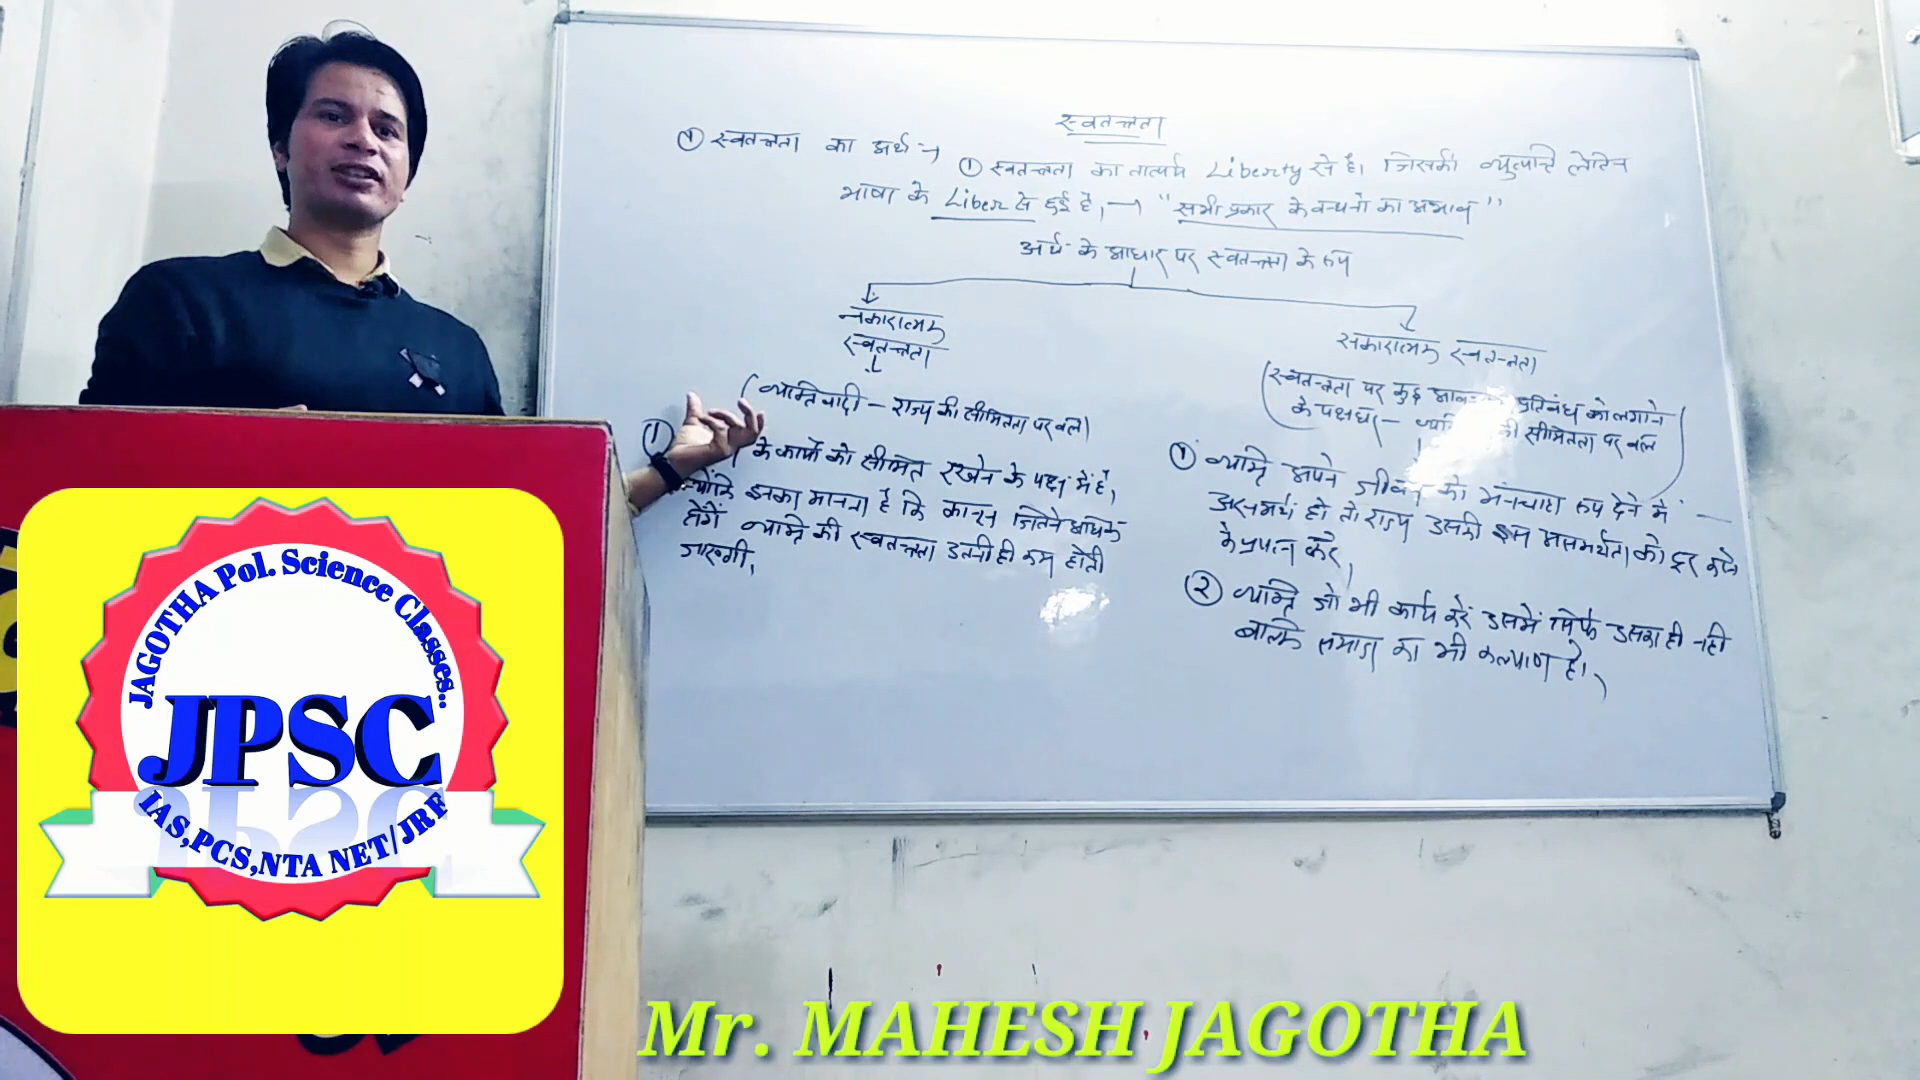 स्वतन्त्रता
① स्वतन्त्रता का अर्थ :→
① स्वतन्त्रता का तात्पर्य Liberty से है। जिसकी व्युत्पत्ति लेटिन
भाषा के Liber से हुई है, → "सभी प्रकार के बन्धनों का अभाव"
अर्थ के आधार पर स्वतन्त्रता के रूप
नकारात्मक
स्वतन्त्रता
(व्यक्तिवादी – राज्य की सीमितता पर बल)
①
के कार्यों को सीमित रखने के पक्ष में है,
इनका मानना है कि कानून जितने अधिक
होंगें व्यक्ति की स्वतन्त्रता उतनी ही कम होती
जाएगी,
सकारात्मक स्वतन्त्रता
(स्वतन्त्रता पर कुछ प्रतिबंध को लगाने
के पक्षधर – की सीमितता पर बल)
① व्यक्ति अपने जीवन को मनचाहा रूप देने में —
असमर्थ हो तो राज्य उसकी इस असमर्थता को दूर करने
के प्रयत्न करे,
② व्यक्ति जो भी कार्य करे उसमें सिर्फ उसका ही नही
बल्कि समाज का भी कल्याण हो,
JAGOTHA Pol. Science Classes..
JPSC
IAS,PCS,NTA NET/JRF
Mr. MAHESH JAGOTHA